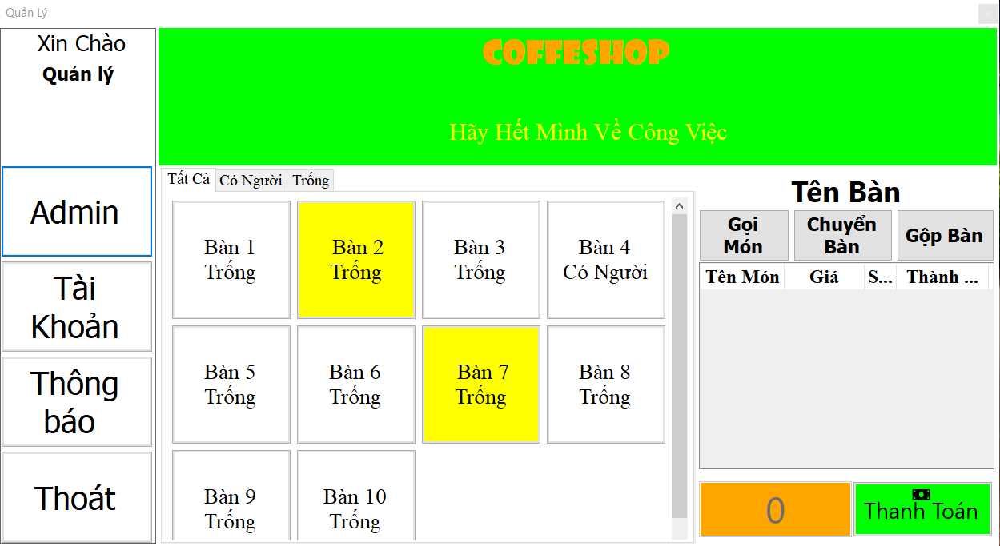 Quản Lý
Xin Chào
Quản lý
Admin
Tài
Khoản
Thông
báo
Thoát
COFFESHOP
Hãy Hết Mình Về Công Việc
Tất Cả
Có Người
Trống
Bàn 1
Trống
Bàn 2
Trống
Bàn 3
Trống
Bàn 4
Có Người
Bàn 5
Trống
Bàn 6
Trống
Bàn 7
Trống
Bàn 8
Trống
Bàn 9
Trống
Bàn 10
Trống
Tên Bàn
Gọi
Món
Chuyển
Bàn
Gộp Bàn
Tên Món
Giá
S...
Thành ...
0
Thanh Toán